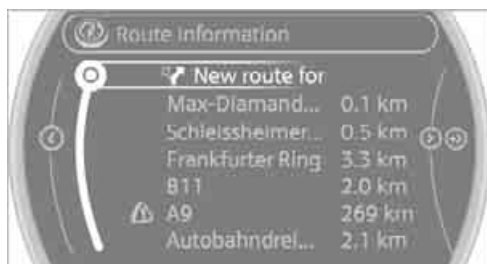 Route information
New route for
Max-Diamand... 0.1 km
Schleissheimer... 0.5 km
Frankfurter Ring 3.3 km
B11 2.0 km
A9 269 km
Autobahndrei... 2.1 km